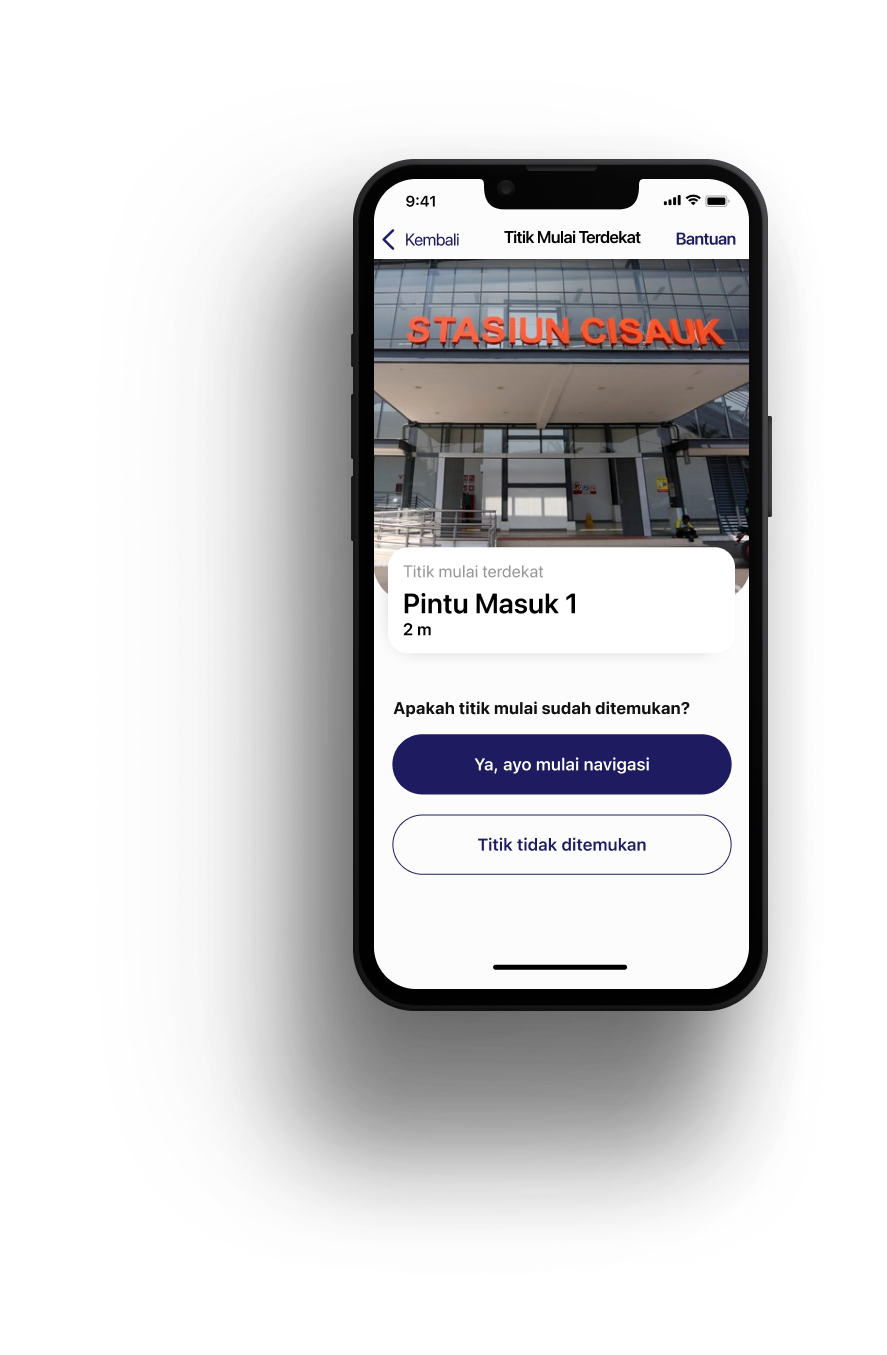 9:41
Kembali
Titik Mulai Terdekat
Bantuan
STASIUN CISAUK
Titik mulai terdekat
Pintu Masuk 1
2 m
Apakah titik mulai sudah ditemukan?
Ya, ayo mulai navigasi
Titik tidak ditemukan